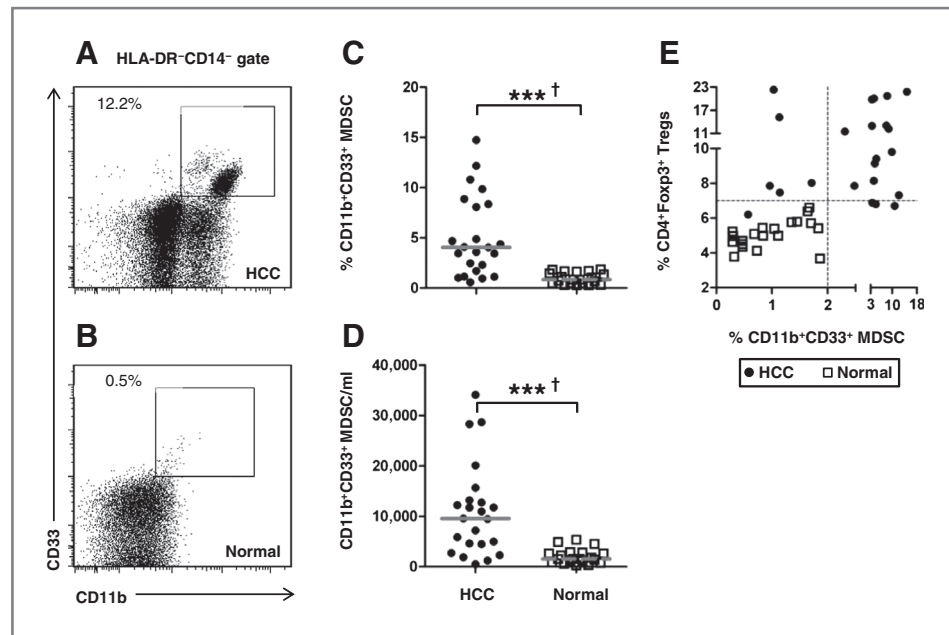 A
HLA-DR⁻CD14⁻ gate
12.2%
HCC
B
0.5%
Normal
CD33
CD11b
C
*** †
20
15
10
5
0
% CD11b⁺CD33⁺ MDSC
D
*** †
40,000
30,000
20,000
10,000
0
CD11b⁺CD33⁺ MDSC/ml
HCC Normal
E
23
17
11
10
8
6
4
2
% CD4⁺Foxp3⁺ Tregs
0 1 2 3 10 18
% CD11b⁺CD33⁺ MDSC
HCC Normal